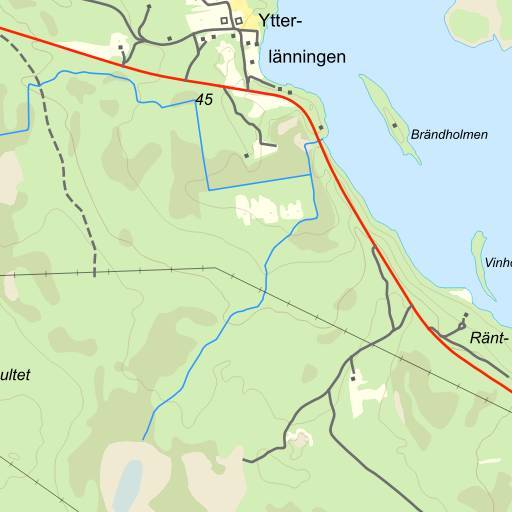 Ytter-
länningen
45
Brändholmen
Vinho
Ränt-
ultet